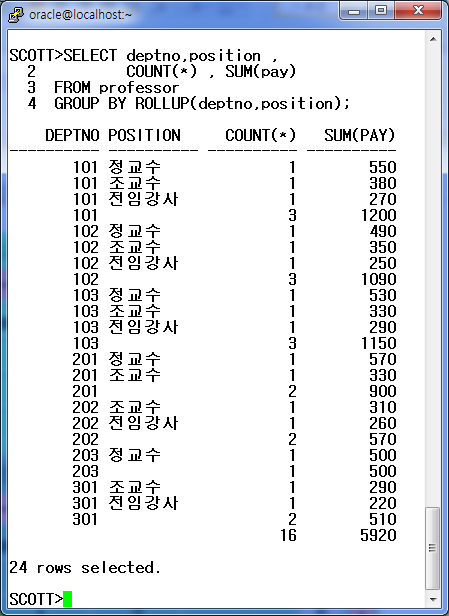 oracle@localhost:~
SCOTT>SELECT deptno,position ,
2 COUNT(*) , SUM(pay)
3 FROM professor
4 GROUP BY ROLLUP(deptno,position);
DEPTNO POSITION COUNT(*) SUM(PAY)
---------- ---------- ---------- ----------
101 정교수 1 550
101 조교수 1 380
101 전임강사 1 270
101 3 1200
102 정교수 1 490
102 조교수 1 350
102 전임강사 1 250
102 3 1090
103 정교수 1 530
103 조교수 1 330
103 전임강사 1 290
103 3 1150
201 정교수 1 570
201 조교수 1 330
201 2 900
202 조교수 1 310
202 전임강사 1 260
202 2 570
203 정교수 1 500
203 1 500
301 조교수 1 290
301 전임강사 1 220
301 2 510
16 5920
24 rows selected.
SCOTT>